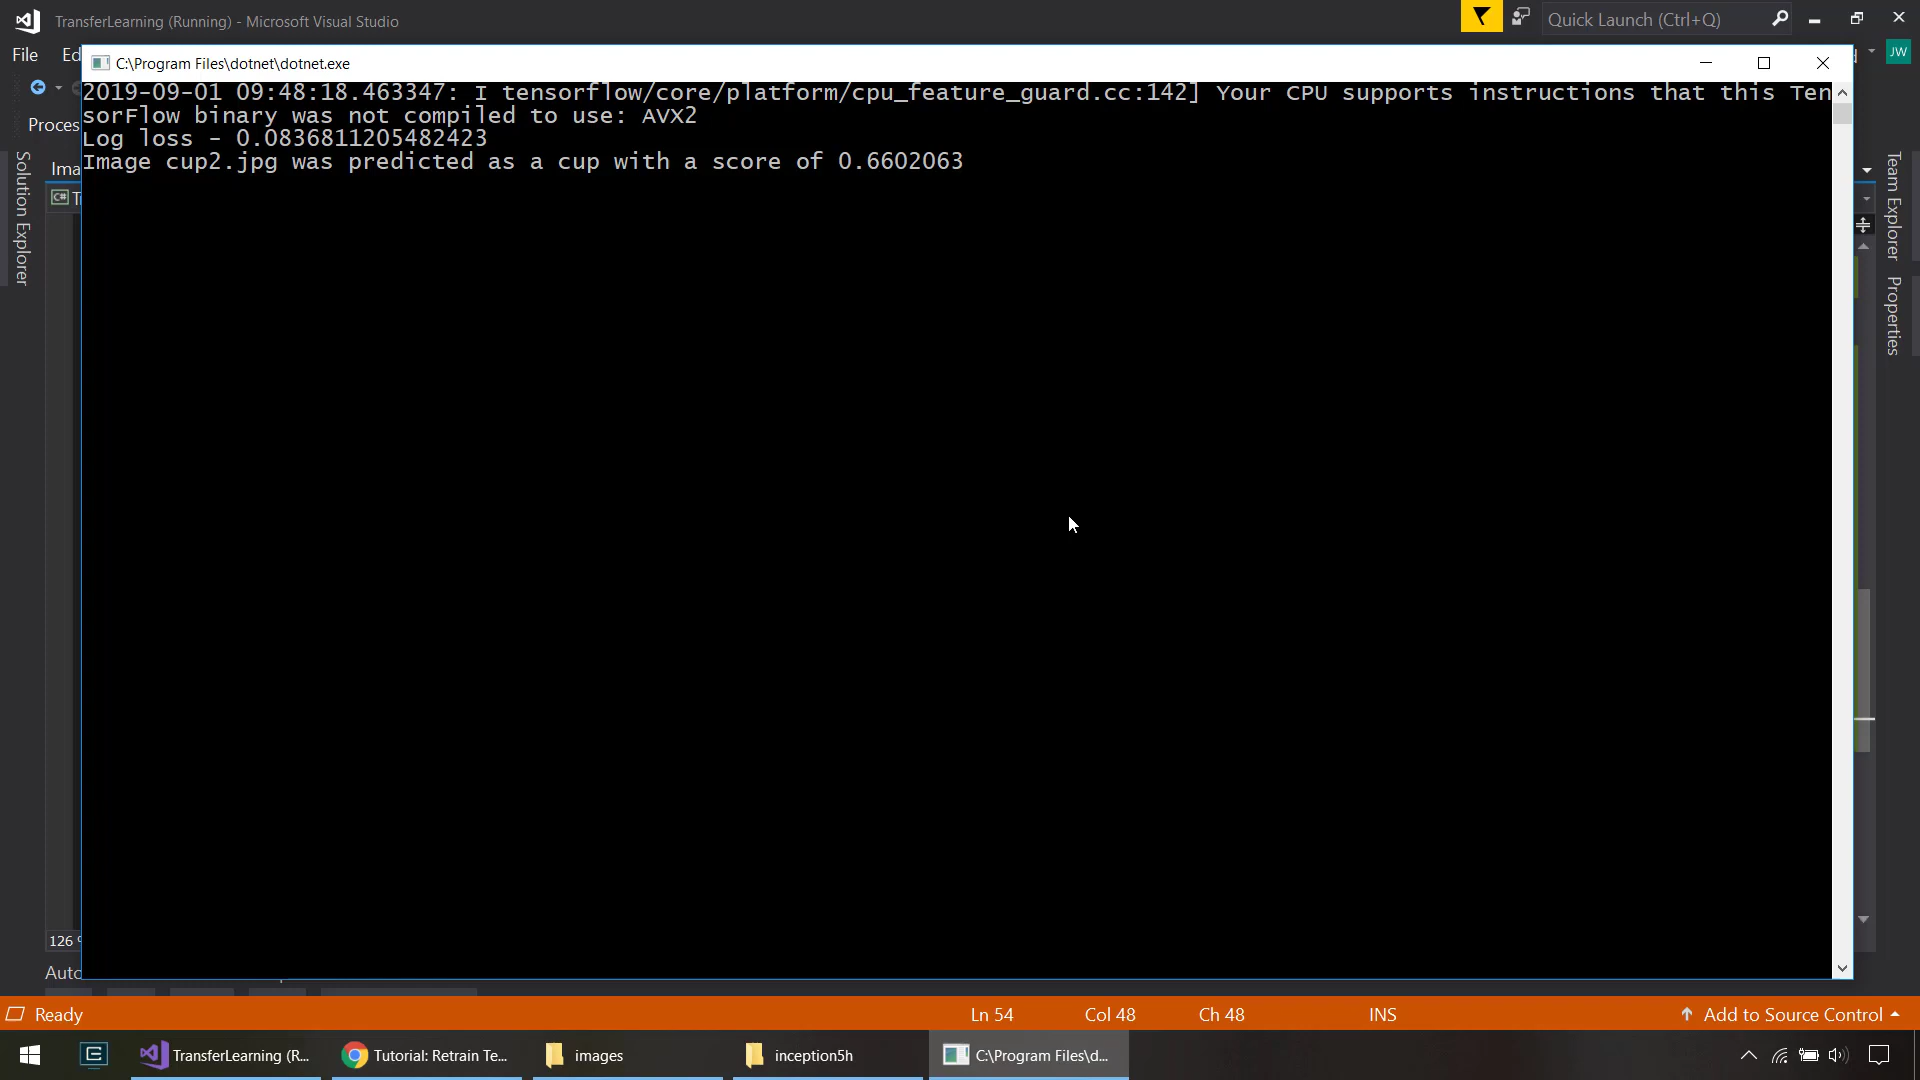 TransferLearning (Running) - Microsoft Visual Studio
Quick Launch (Ctrl+Q)
File
JW
C:\Program Files\dotnet\dotnet.exe
2019-09-01 09:48:18.463347: I tensorflow/core/platform/cpu_feature_guard.cc:142] Your CPU supports instructions that this Ten
sorFlow binary was not compiled to use: AVX2
Log loss - 0.0836811205482423
Image cup2.jpg was predicted as a cup with a score of 0.6602063
Proces
Ima
C#
Solution Explorer
Team Explorer
Properties
126
Auto
Ready
Ln 54
Col 48
Ch 48
INS
Add to Source Control
TransferLearning (R...
Tutorial: Retrain Te...
images
inception5h
C:\Program Files\d...